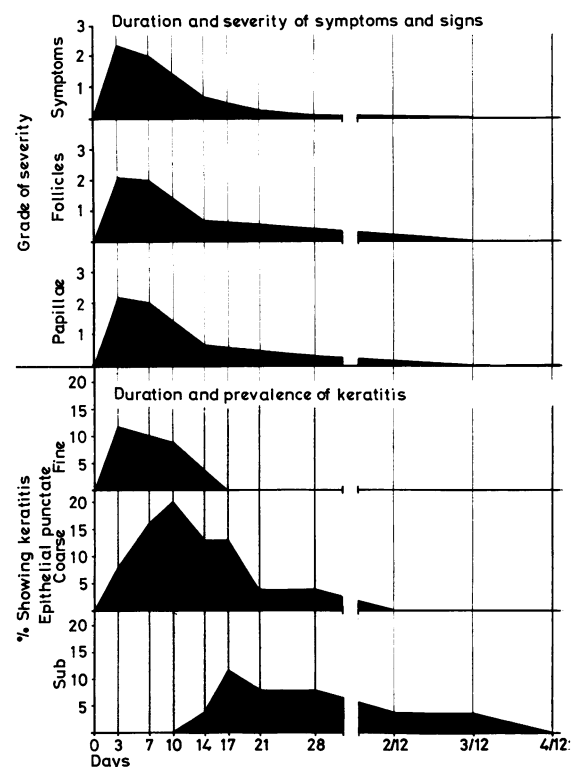 Duration and severity of symptoms and signs
Grade of severity
Symptoms
3
2
1
Follicles
3
2
1
Papillæ
3
2
1
Duration and prevalence of keratitis
% Showing keratitis
Epithelial punctate
Fine
20
15
10
5
Coarse
20
15
10
5
Sub
20
15
10
5
0 3 7 10 14 17 21 28 2/12 3/12 4/12
Days